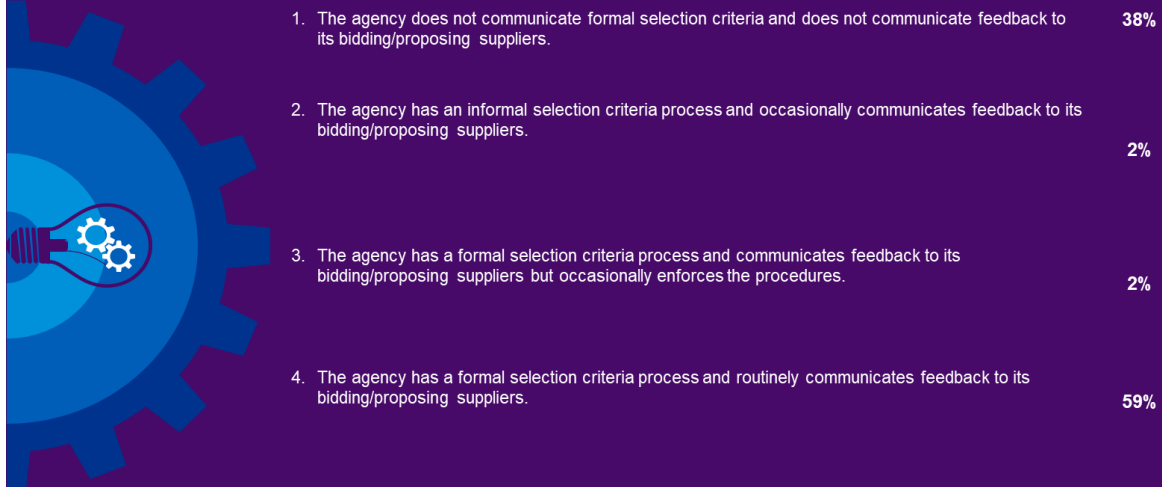 1. The agency does not communicate formal selection criteria and does not communicate feedback to 38%
its bidding/proposing suppliers.
2. The agency has an informal selection criteria process and occasionally communicates feedback to its
bidding/proposing suppliers.
2%
3. The agency has a formal selection criteria process and communicates feedback to its
bidding/proposing suppliers but occasionally enforces the procedures.
2%
4. The agency has a formal selection criteria process and routinely communicates feedback to its
bidding/proposing suppliers.
59%